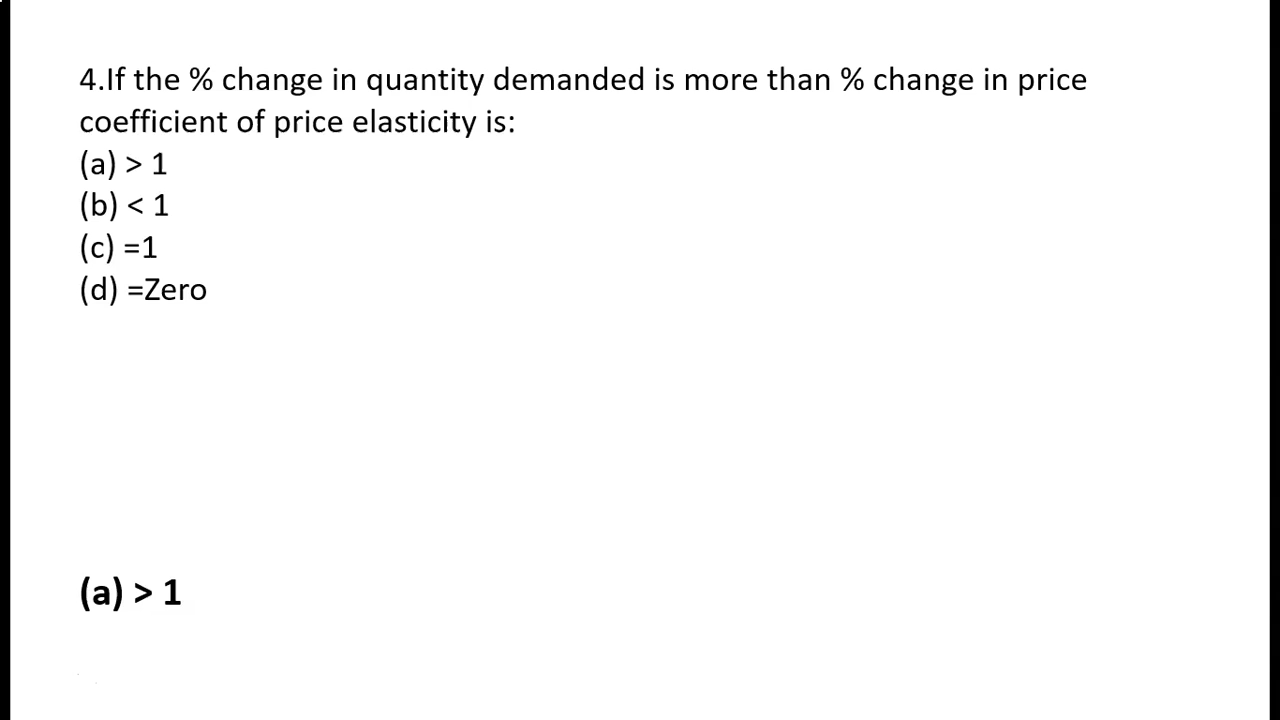 4.If the % change in quantity demanded is more than % change in price
coefficient of price elasticity is:
(a) > 1
(b) < 1
(c) =1
(d) =Zero
(a) > 1